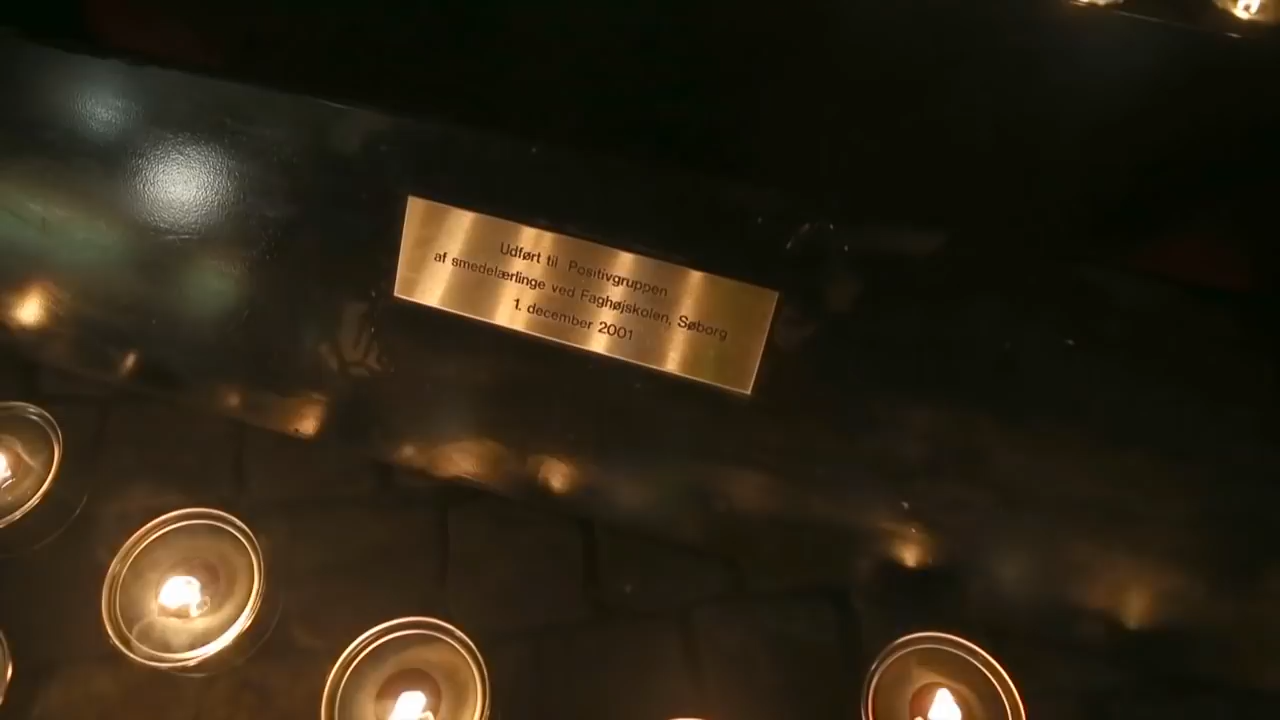 Udført til Positivgruppen
af smedelærlinge ved Faghøjskolen, Søborg
1. december 2001